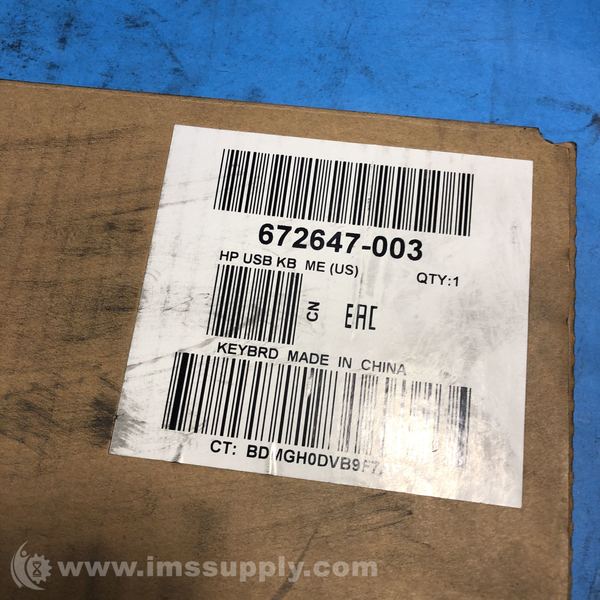 672647-003
HP USB KB ME (US) QTY:1
CN EAC
KEYBRD MADE IN CHINA
CT:
www.imssupply.com